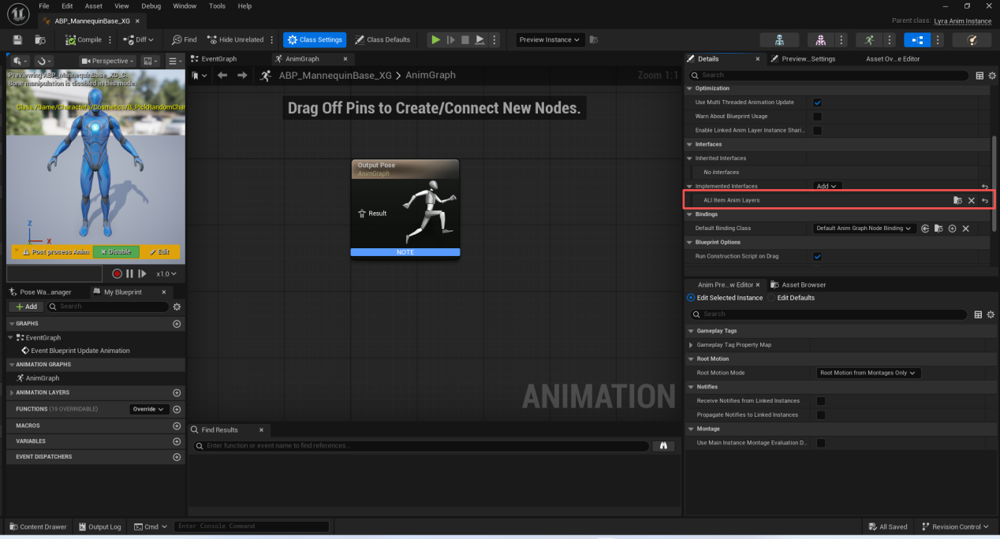 File Edit Asset View Debug Window Tools Help
ABP_MannequinBase_XG
Parent class: Lyra Anim Instance
Compile Diff Find Hide Unrelated Class Settings Class Defaults Preview Instance
Perspective
Previewing ABP_MannequinBase_XG_C.
Bone manipulation is disabled in this mode.
Class'/Game/Characters/Cosmetics/B_PickRandomChar
Z
X
Post process Anim: Disable Edit
x1.0
Pose Wa...anager My Blueprint
Add Search
GRAPHS
EventGraph
Event Blueprint Update Animation
ANIMATION GRAPHS
AnimGraph
ANIMATION LAYERS
FUNCTIONS (19 OVERRIDABLE) Override
MACROS
VARIABLES
EVENT DISPATCHERS
EventGraph AnimGraph
ABP_MannequinBase_XG > AnimGraph Zoom 1:1
Drag Off Pins to Create/Connect New Nodes.
Output Pose
AnimGraph
Result
NOTE
ANIMATION
Find Results
Enter function or event name to find references...
Details Preview...Settings Asset Ov...e Editor
Search
Optimization
Use Multi Threaded Animation Update
Warn About Blueprint Usage
Enable Linked Anim Layer Instance Shari...
Interfaces
Inherited Interfaces
No Interfaces
Implemented Interfaces Add
ALI Item Anim Layers
Bindings
Default Binding Class Default Anim Graph Node Binding
Blueprint Options
Run Construction Script on Drag
Anim Pre...w Editor Asset Browser
Edit Selected Instance Edit Defaults
Search
Gameplay Tags
Gameplay Tag Property Map
Root Motion
Root Motion Mode Root Motion from Montages Only
Notifies
Receive Notifies from Linked Instances
Propagate Notifies to Linked Instances
Montage
Use Main Instance Montage Evaluation D...
Content Drawer Output Log Cmd Enter Console Command All Saved Revision Control